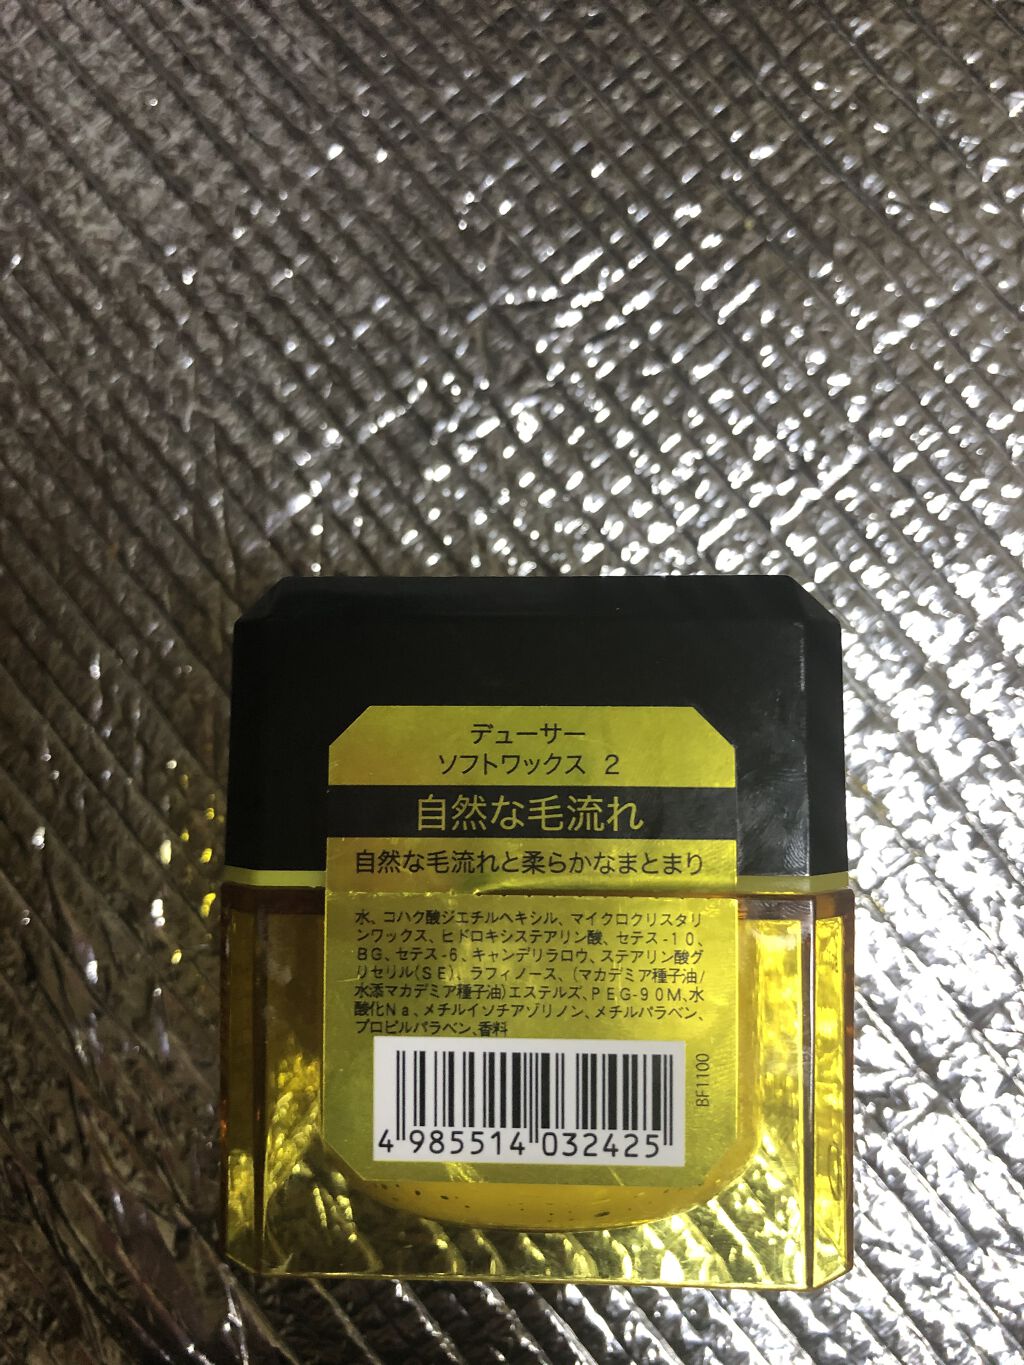 デューサー
ソフトワックス 2
自然な毛流れ
自然な毛流れと柔らかなまとまり
水、コハク酸ジエチルヘキシル、マイクロクリスタリ
ンワックス、ヒドロキシステアリン酸、セテス-10、
BG、セテス-6、キャンデリラロウ、ステアリン酸グ
リセリル(SE)、ラフィノース、(マカデミア種子油/
水添マカデミア種子油)エステルズ、PEG-90M、水
酸化Na、メチルイソチアゾリノン、メチルパラベン、
プロピルパラベン、香料
BF1100
4 985514 032425